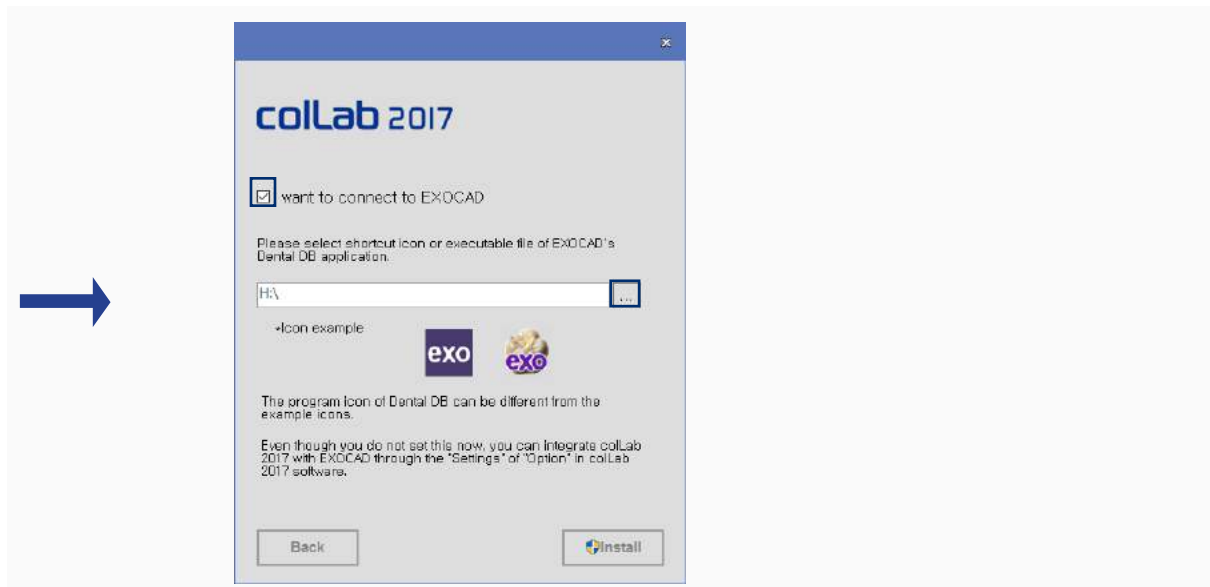 colLab 2017
want to connect to EXOCAD
Please select shortcut icon or executable file of EXOCAD's
Dental DB application.
H:\
...
*Icon example
exo
exo
The program icon of Dental DB can be different from the
example icons.
Even though you do not set this now, you can integrate colLab
2017 with EXOCAD through the "Settings" of "Option" in colLab
2017 software.
Back
Install